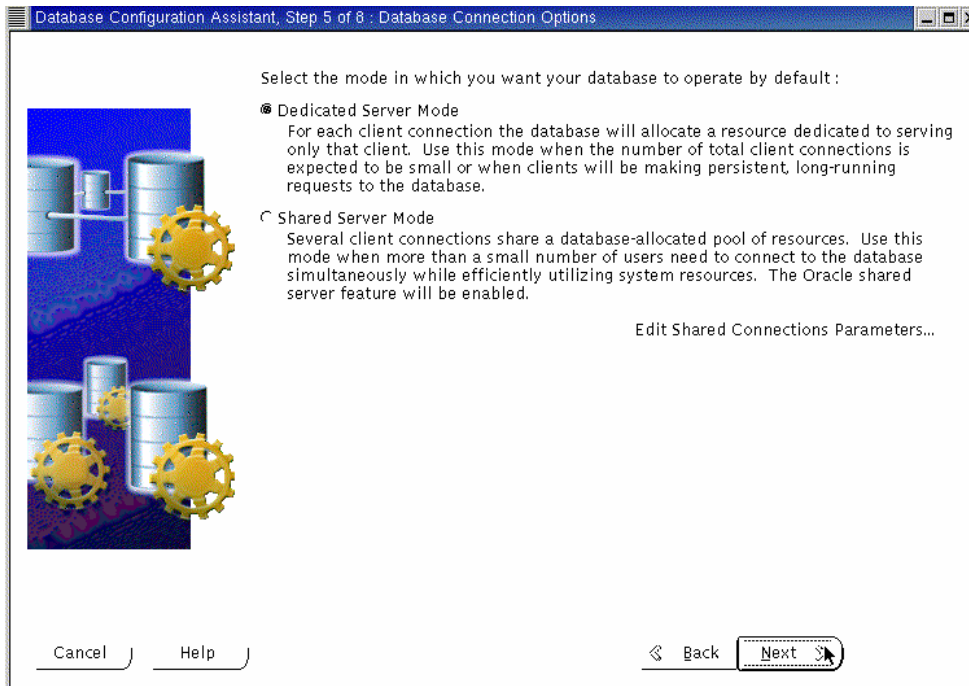 Database Configuration Assistant, Step 5 of 8 : Database Connection Options
Select the mode in which you want your database to operate by default :
Dedicated Server Mode
For each client connection the database will allocate a resource dedicated to serving
only that client. Use this mode when the number of total client connections is
expected to be small or when clients will be making persistent, long-running
requests to the database.
Shared Server Mode
Several client connections share a database-allocated pool of resources. Use this
mode when more than a small number of users need to connect to the database
simultaneously while efficiently utilizing system resources. The Oracle shared
server feature will be enabled.
Edit Shared Connections Parameters...
Cancel Help Back Next